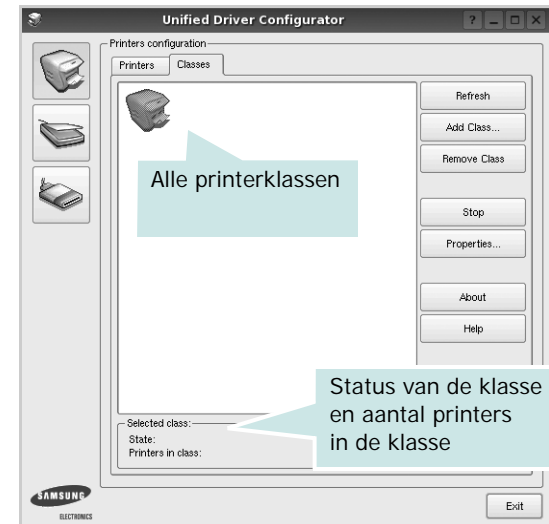 Unified Driver Configurator
Printers configuration
Printers Classes
Refresh
Add Class...
Remove Class
Alle printerklassen
Stop
Properties...
About
Help
Status van de klasse
en aantal printers
in de klasse
Selected class:
State:
Printers in class:
SAMSUNG
ELECTRONICS
Exit